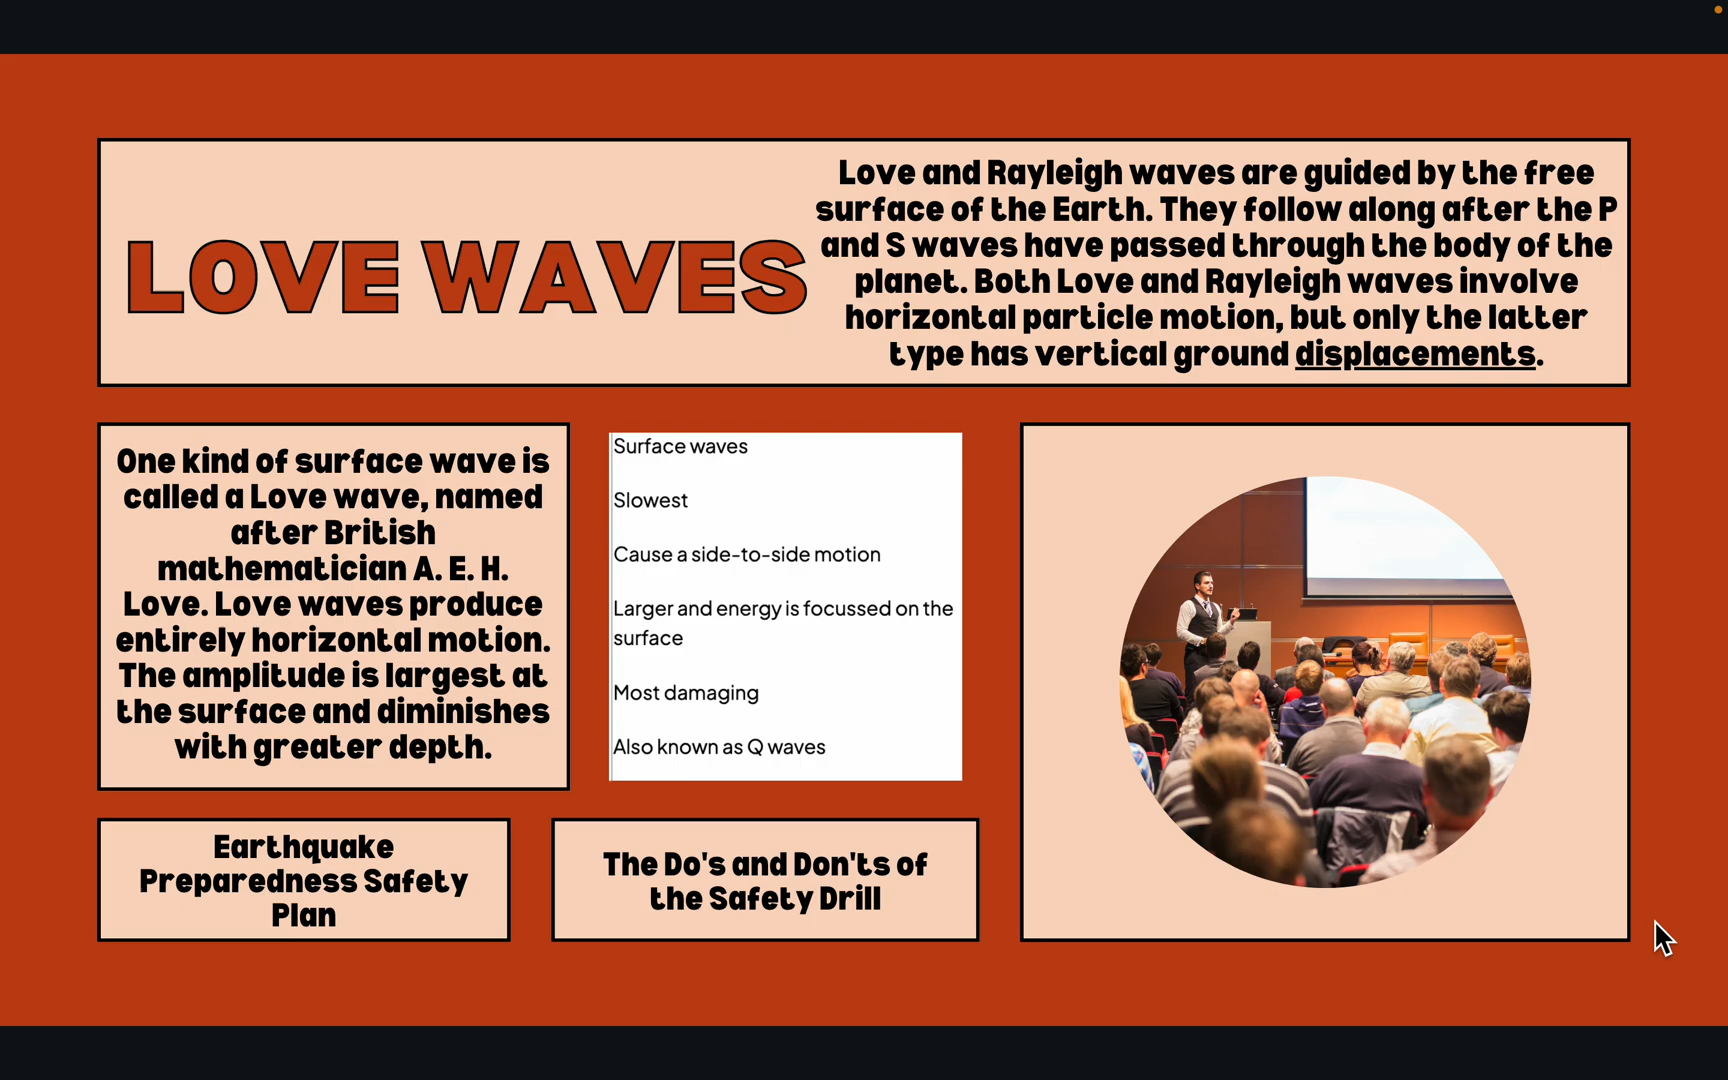 LOVE WAVES
Love and Rayleigh waves are guided by the free
surface of the Earth. They follow along after the P
and S waves have passed through the body of the
planet. Both Love and Rayleigh waves involve
horizontal particle motion, but only the latter
type has vertical ground displacements.
One kind of surface wave is
called a Love wave, named
after British
mathematician A. E. H.
Love. Love waves produce
entirely horizontal motion.
The amplitude is largest at
the surface and diminishes
with greater depth.
Surface waves
Slowest
Cause a side-to-side motion
Larger and energy is focussed on the
surface
Most damaging
Also known as Q waves
Earthquake
Preparedness Safety
Plan
The Do's and Don'ts of
the Safety Drill